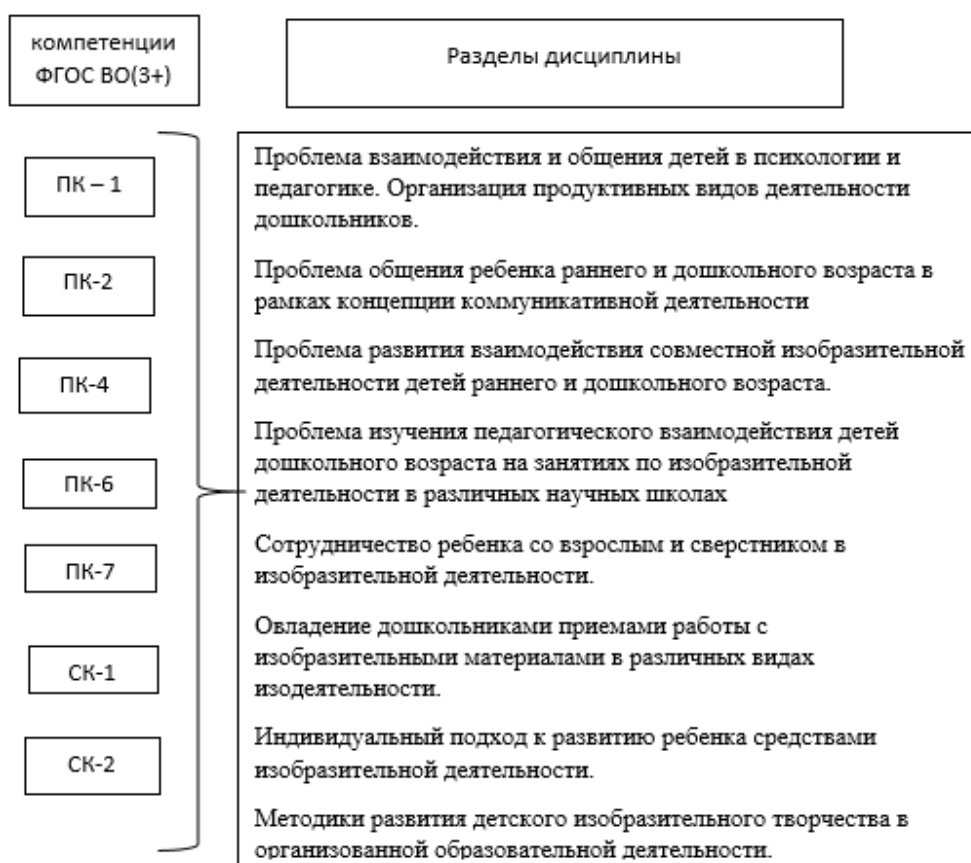 компетенции
ФГОС ВО(3+)
Разделы дисциплины
ПК – 1
ПК-2
ПК-4
ПК-6
ПК-7
СК-1
СК-2
Проблема взаимодействия и общения детей в психологии и
педагогике. Организация продуктивных видов деятельности
дошкольников.
Проблема общения ребенка раннего и дошкольного возраста в
рамках концепции коммуникативной деятельности
Проблема развития взаимодействия совместной изобразительной
деятельности детей раннего и дошкольного возраста.
Проблема изучения педагогического взаимодействия детей
дошкольного возраста на занятиях по изобразительной
деятельности в различных научных школах
Сотрудничество ребенка со взрослым и сверстником в
изобразительной деятельности.
Овладение дошкольниками приемами работы с
изобразительными материалами в различных видах
изодеятельности.
Индивидуальный подход к развитию ребенка средствами
изобразительной деятельности.
Методики развития детского изобразительного творчества в
организованной образовательной деятельности.